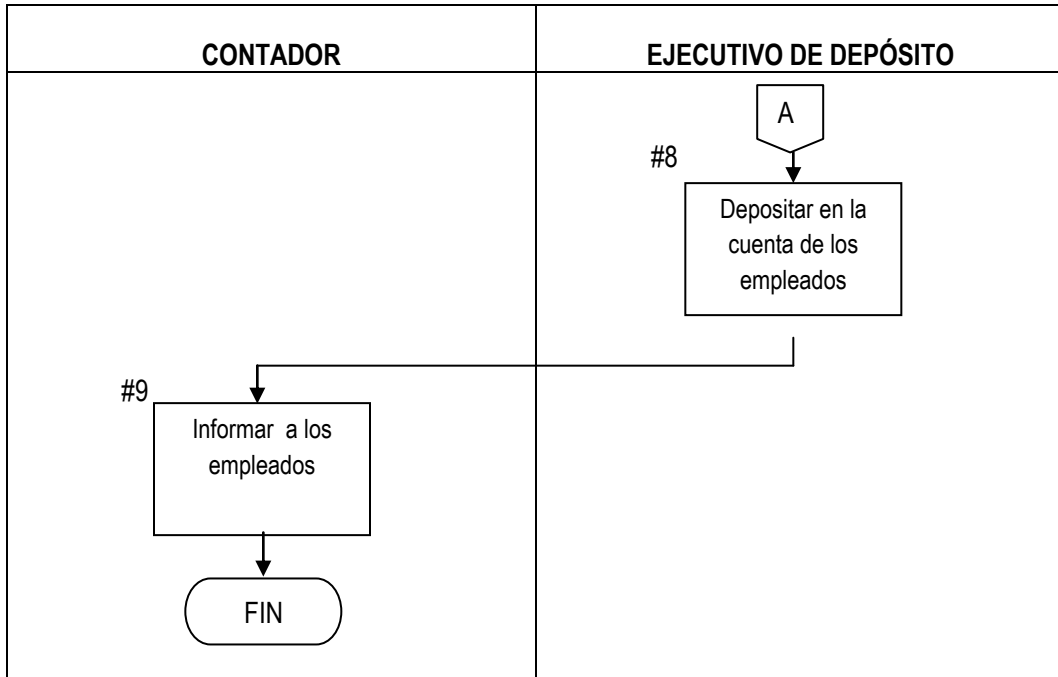 CONTADOR
EJECUTIVO DE DEPÓSITO
A
#8
Depositar en la
cuenta de los
empleados
#9
Informar a los
empleados
FIN